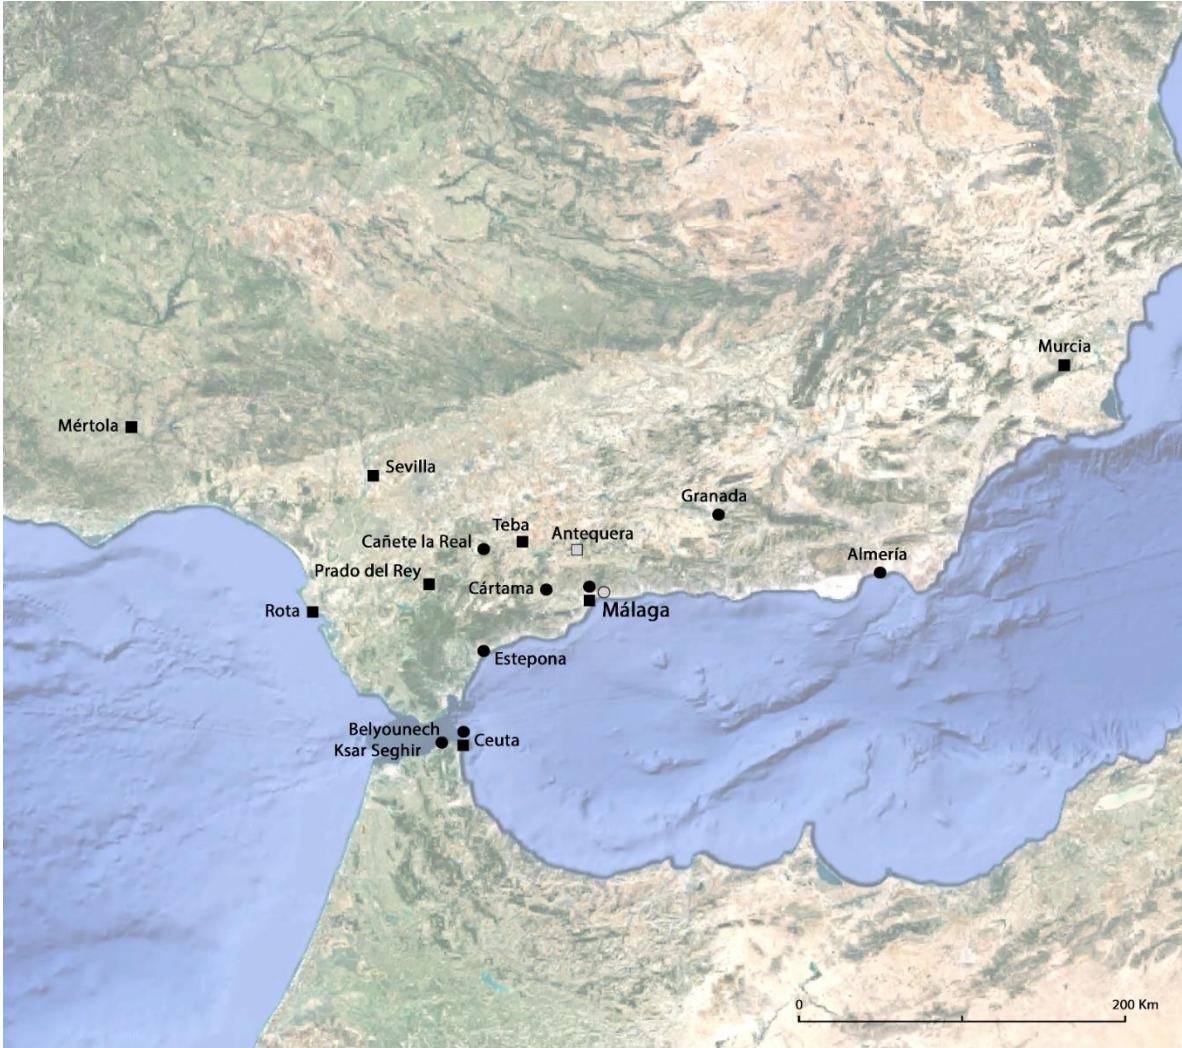 Murcia
Mértola
Sevilla
Granada
Teba
Antequera
Cañete la Real
Almería
Prado del Rey
Cártama
Rota
Málaga
Estepona
Belyounech
Ceuta
Ksar Seghir
0
200 Km